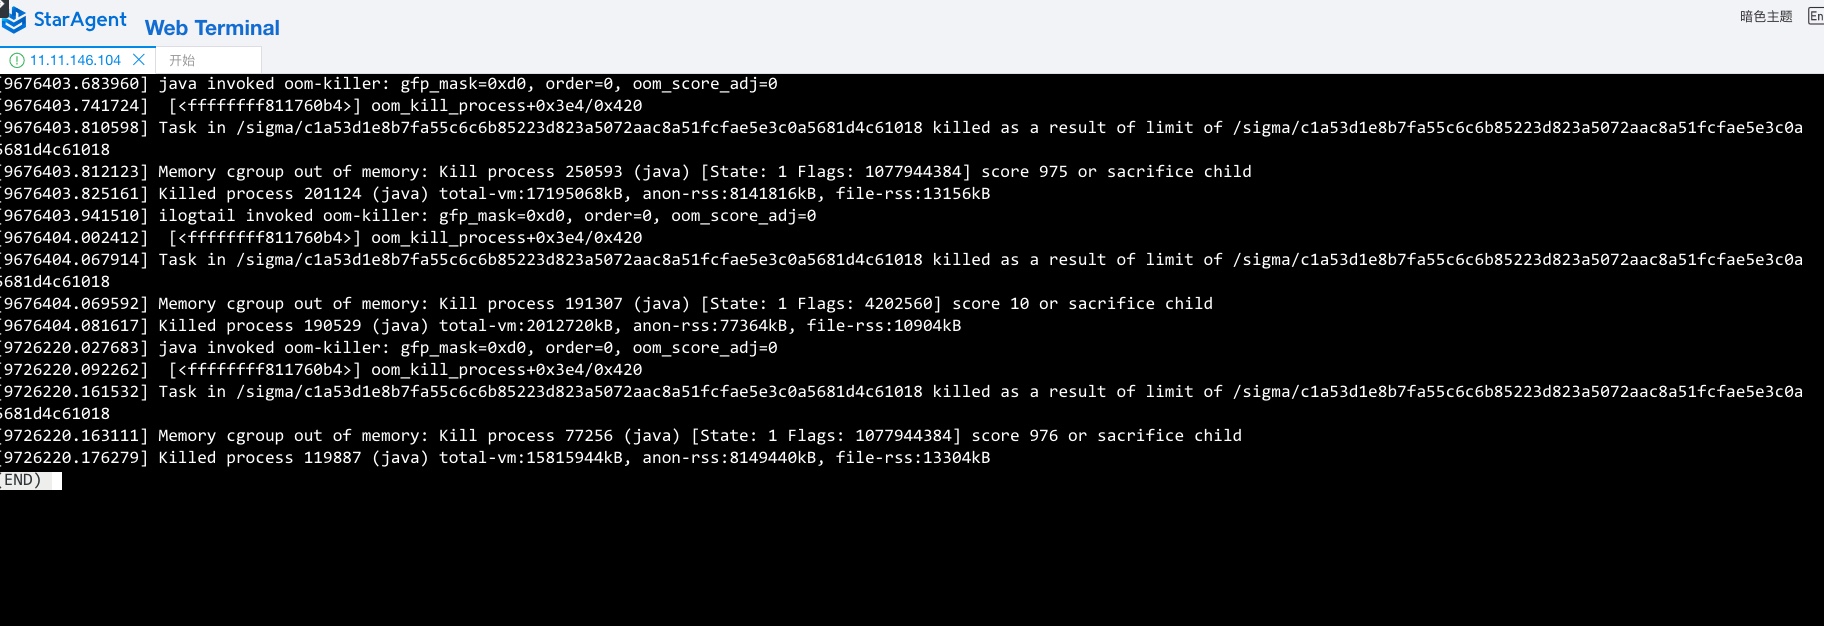 StarAgent
Web Terminal
暗色主题
En
11.11.146.104
开始
[9676403.683960] java invoked oom-killer: gfp_mask=0xd0, order=0, oom_score_adj=0
[9676403.741724]  [<ffffffff811760b4>] oom_kill_process+0x3e4/0x420
[9676403.810598] Task in /sigma/c1a53d1e8b7fa55c6c6b85223d823a5072aac8a51fcfae5e3c0a5681d4c61018 killed as a result of limit of /sigma/c1a53d1e8b7fa55c6c6b85223d823a5072aac8a51fcfae5e3c0a
5681d4c61018
[9676403.812123] Memory cgroup out of memory: Kill process 250593 (java) [State: 1 Flags: 1077944384] score 975 or sacrifice child
[9676403.825161] Killed process 201124 (java) total-vm:17195068kB, anon-rss:8141816kB, file-rss:13156kB
[9676403.941510] ilogtail invoked oom-killer: gfp_mask=0xd0, order=0, oom_score_adj=0
[9676404.002412]  [<ffffffff811760b4>] oom_kill_process+0x3e4/0x420
[9676404.067914] Task in /sigma/c1a53d1e8b7fa55c6c6b85223d823a5072aac8a51fcfae5e3c0a5681d4c61018 killed as a result of limit of /sigma/c1a53d1e8b7fa55c6c6b85223d823a5072aac8a51fcfae5e3c0a
5681d4c61018
[9676404.069592] Memory cgroup out of memory: Kill process 191307 (java) [State: 1 Flags: 4202560] score 10 or sacrifice child
[9676404.081617] Killed process 190529 (java) total-vm:2012720kB, anon-rss:77364kB, file-rss:10904kB
[9726220.027683] java invoked oom-killer: gfp_mask=0xd0, order=0, oom_score_adj=0
[9726220.092262]  [<ffffffff811760b4>] oom_kill_process+0x3e4/0x420
[9726220.161532] Task in /sigma/c1a53d1e8b7fa55c6c6b85223d823a5072aac8a51fcfae5e3c0a5681d4c61018 killed as a result of limit of /sigma/c1a53d1e8b7fa55c6c6b85223d823a5072aac8a51fcfae5e3c0a
5681d4c61018
[9726220.163111] Memory cgroup out of memory: Kill process 77256 (java) [State: 1 Flags: 1077944384] score 976 or sacrifice child
[9726220.176279] Killed process 119887 (java) total-vm:15815944kB, anon-rss:8149440kB, file-rss:13304kB
(END)